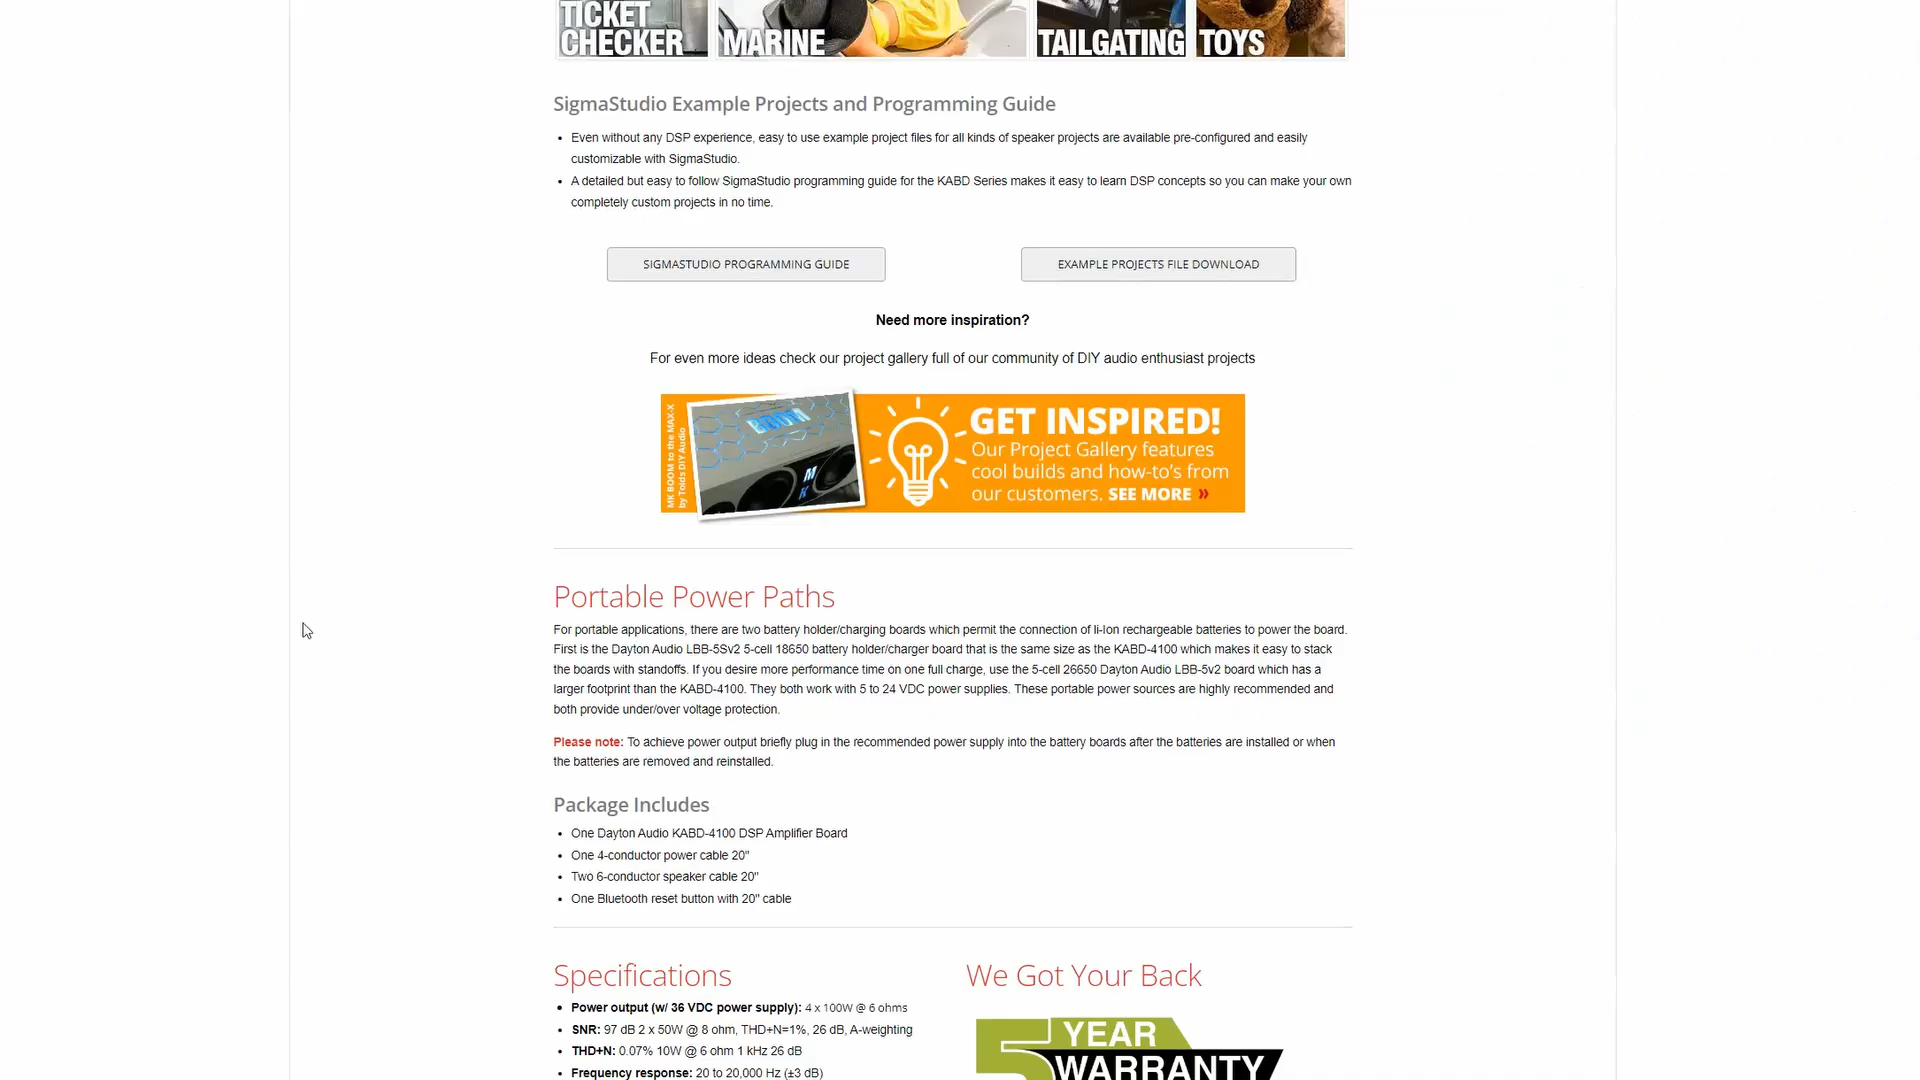 TICKET
CHECKER
MARINE
TAILGATING
TOYS
SigmaStudio Example Projects and Programming Guide
• Even without any DSP experience, easy to use example project files for all kinds of speaker projects are available pre-configured and easily
customizable with SigmaStudio.
• A detailed but easy to follow SigmaStudio programming guide for the KABD Series makes it easy to learn DSP concepts so you can make your own
completely custom projects in no time.
SIGMASTUDIO PROGRAMMING GUIDE
EXAMPLE PROJECTS FILE DOWNLOAD
Need more inspiration?
For even more ideas check our project gallery full of our community of DIY audio enthusiast projects
MK BOOM to the MAX-X
by Toids DIY Audio
BOOM
M
K
GET INSPIRED!
Our Project Gallery features
cool builds and how-to's from
our customers. SEE MORE »
Portable Power Paths
For portable applications, there are two battery holder/charging boards which permit the connection of li-Ion rechargeable batteries to power the board.
First is the Dayton Audio LBB-5Sv2 5-cell 18650 battery holder/charger board that is the same size as the KABD-4100 which makes it easy to stack
the boards with standoffs. If you desire more performance time on one full charge, use the 5-cell 26650 Dayton Audio LBB-5v2 board which has a
larger footprint than the KABD-4100. They both work with 5 to 24 VDC power supplies. These portable power sources are highly recommended and
both provide under/over voltage protection.
Please note: To achieve power output briefly plug in the recommended power supply into the battery boards after the batteries are installed or when
the batteries are removed and reinstalled.
Package Includes
• One Dayton Audio KABD-4100 DSP Amplifier Board
• One 4-conductor power cable 20"
• Two 6-conductor speaker cable 20"
• One Bluetooth reset button with 20" cable
Specifications
• Power output (w/ 36 VDC power supply): 4 x 100W @ 6 ohms
• SNR: 97 dB 2 x 50W @ 8 ohm, THD+N=1%, 26 dB, A-weighting
• THD+N: 0.07% 10W @ 6 ohm 1 kHz 26 dB
• Frequency response: 20 to 20,000 Hz (±3 dB)
We Got Your Back
5 YEAR
WARRANTY